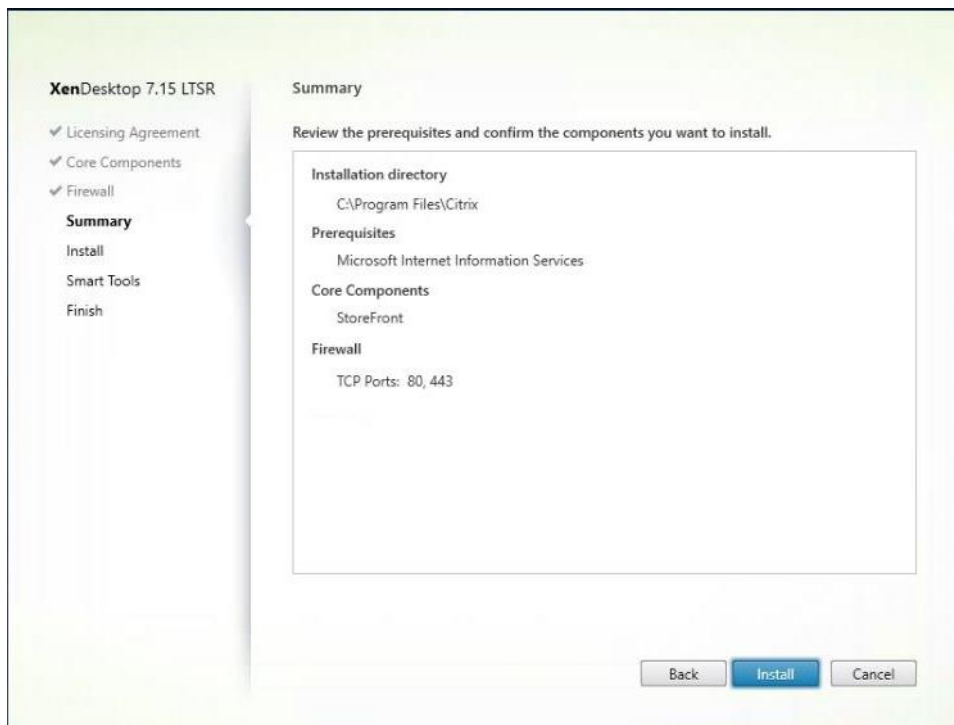 XenDesktop 7.15 LTSR
Licensing Agreement
Core Components
Firewall
Summary
Install
Smart Tools
Finish
Summary
Review the prerequisites and confirm the components you want to install.
Installation directory
C:\Program Files\Citrix
Prerequisites
Microsoft Internet Information Services
Core Components
StoreFront
Firewall
TCP Ports: 80, 443
Back Install Cancel